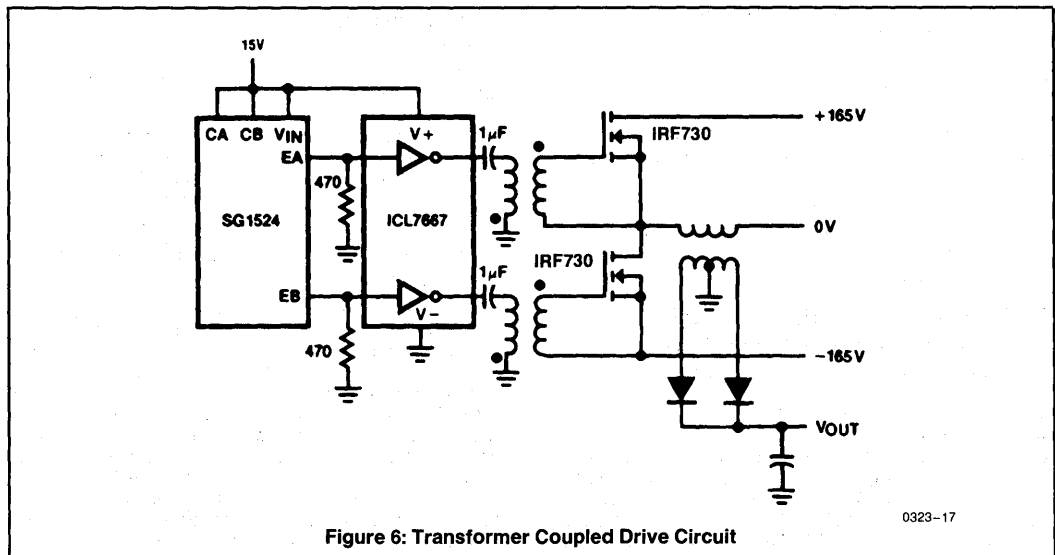 15V
CA CB VIN
EA
470
SG1524
EB
470
V+
ICL7667
V−
1μF
1μF
IRF730
IRF730
+165V
0V
−165V
VOUT
0323–17
Figure 6: Transformer Coupled Drive Circuit